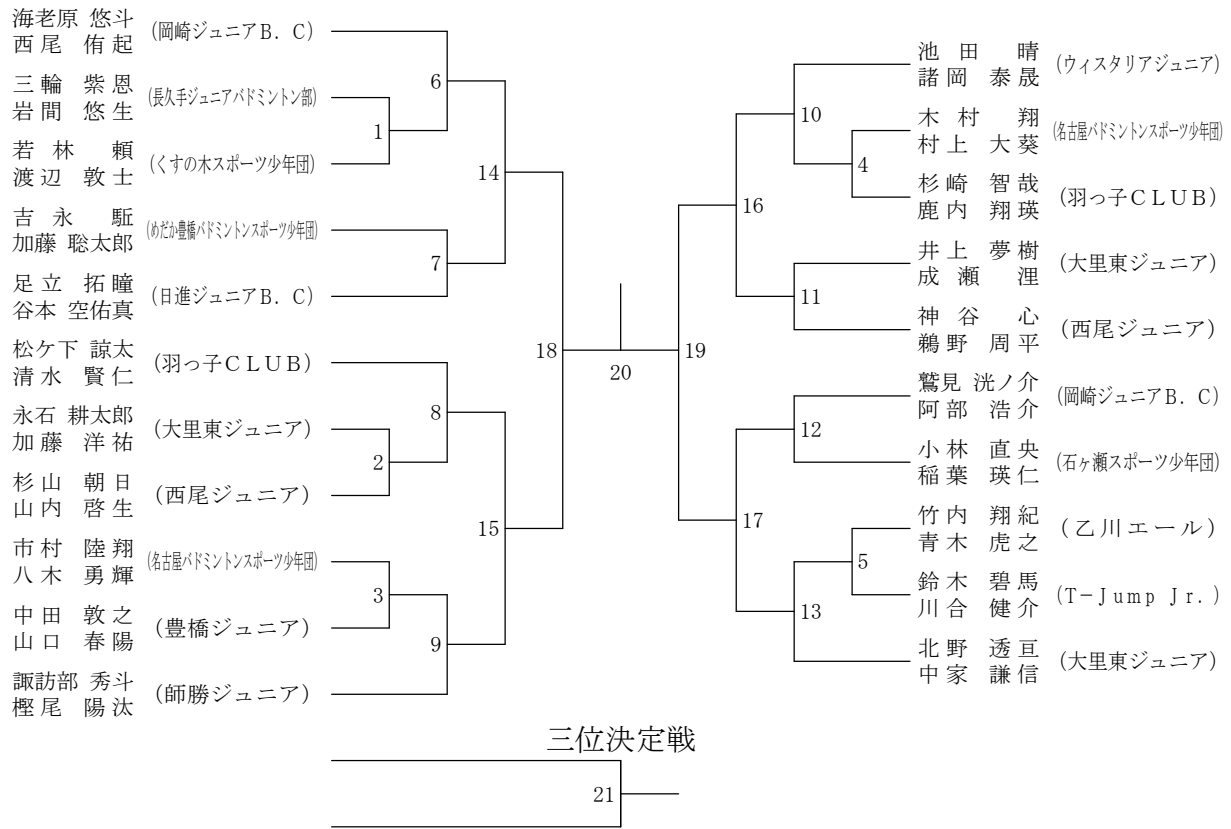 海老原 悠斗
西尾 侑起
(岡崎ジュニアB．C)
三輪 紫恩
岩間 悠生
(長久手ジュニアバドミントン部)
若林 頼
渡辺 敦士
(くすの木スポーツ少年団)
吉永 駈
加藤 聡太郎
(めだか豊橋バドミントンスポーツ少年団)
足立 拓瞳
谷本 空佑真
(日進ジュニアB．C)
松ケ下 諒太
清水 賢仁
(羽っ子CLUB)
永石 耕太郎
加藤 洋祐
(大里東ジュニア)
杉山 朝日
山内 啓生
(西尾ジュニア)
市村 陸翔
八木 勇輝
(名古屋バドミントンスポーツ少年団)
中田 敦之
山口 春陽
(豊橋ジュニア)
諏訪部 秀斗
樫尾 陽汰
(師勝ジュニア)
6
1
14
7
18
8
2
15
3
9
20
19
16
10
4
11
12
17
5
13
池田 晴
諸岡 泰晟
(ウィスタリアジュニア)
木村 翔
村上 大葵
(名古屋バドミントンスポーツ少年団)
杉崎 智哉
鹿内 翔瑛
(羽っ子CLUB)
井上 夢樹
成瀬 浬
(大里東ジュニア)
神谷 心
鵜野 周平
(西尾ジュニア)
鷲見 洸ノ介
阿部 浩介
(岡崎ジュニアB．C)
小林 直央
稲葉 瑛仁
(石ヶ瀬スポーツ少年団)
竹内 翔紀
青木 虎之
(乙川エール)
鈴木 碧馬
川合 健介
(T－Jump Jr.)
北野 透亘
中家 謙信
(大里東ジュニア)
三位決定戦
21